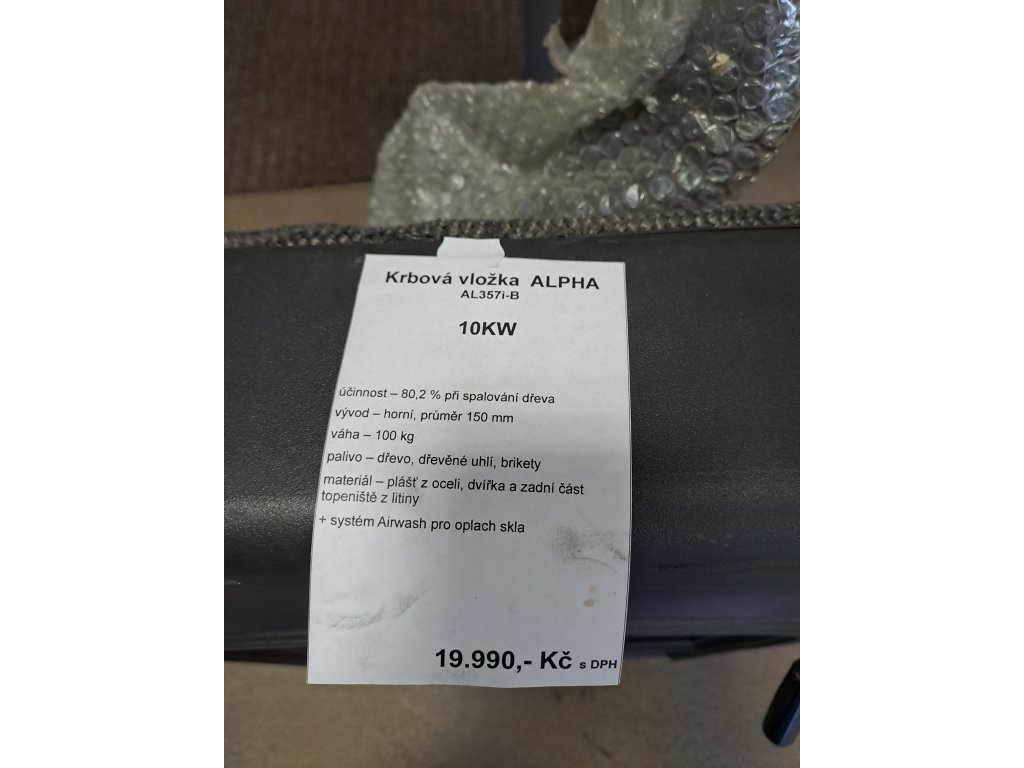 Krbová vložka ALPHA
AL357i-B
10KW
účinnost – 80,2 % při spalování dřeva
vývod – horní, průměr 150 mm
váha – 100 kg
palivo – dřevo, dřevěné uhlí, brikety
materiál – plášť z oceli, dvířka a zadní část
topeniště z litiny
+ systém Airwash pro oplach skla
19.990,- Kč s DPH